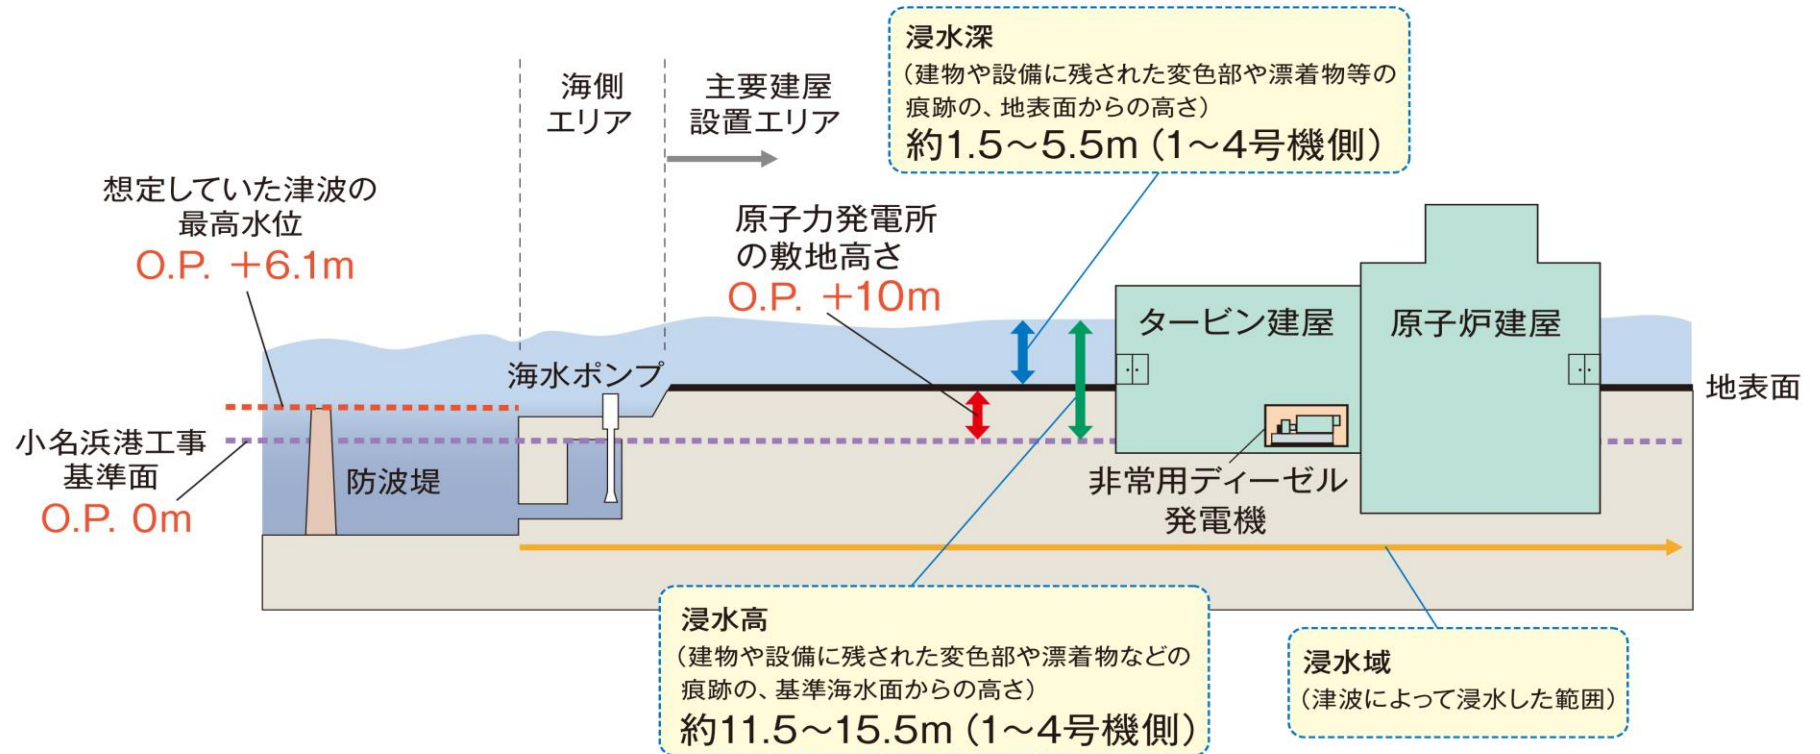 浸水深
（建物や設備に残された変色部や漂着物等の
痕跡の、地表面からの高さ）
約1.5～5.5m（1～4号機側）
海側
エリア
主要建屋
設置エリア
想定していた津波の
最高水位
O.P. +6.1m
原子力発電所
の敷地高さ
O.P. +10m
タービン建屋
原子炉建屋
海水ポンプ
地表面
小名浜港工事
基準面
O.P. 0m
防波堤
非常用ディーゼル
発電機
浸水高
（建物や設備に残された変色部や漂着物などの
痕跡の、基準海水面からの高さ）
約11.5～15.5m（1～4号機側）
浸水域
（津波によって浸水した範囲）